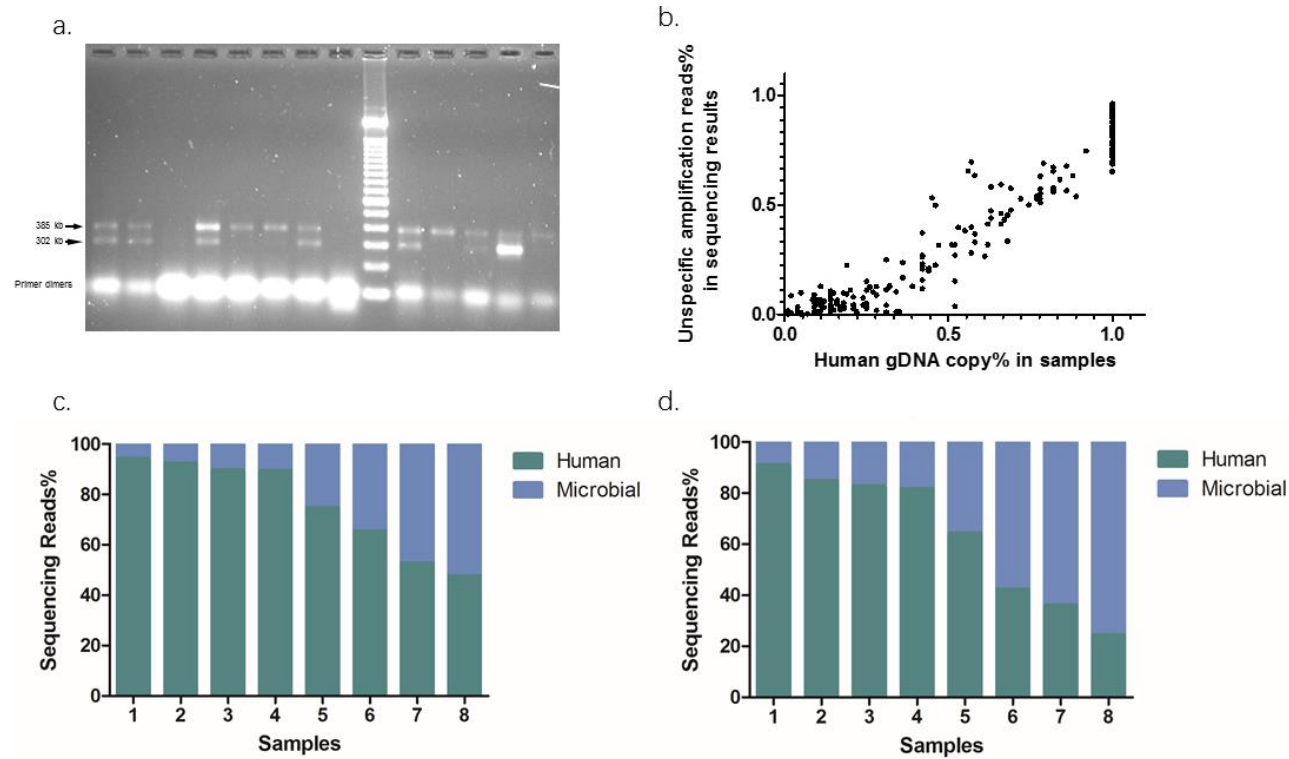 a.
385 kb
302 kb
Primer dimers
b.
Unspecific amplification reads%
in sequencing results
1.0
0.5
0.0
0.0 0.5 1.0
Human gDNA copy% in samples
c.
Sequencing Reads%
100
80
60
40
20
0
1 2 3 4 5 6 7 8
Samples
Human
Microbial
d.
Sequencing Reads%
100
80
60
40
20
0
1 2 3 4 5 6 7 8
Samples
Human
Microbial